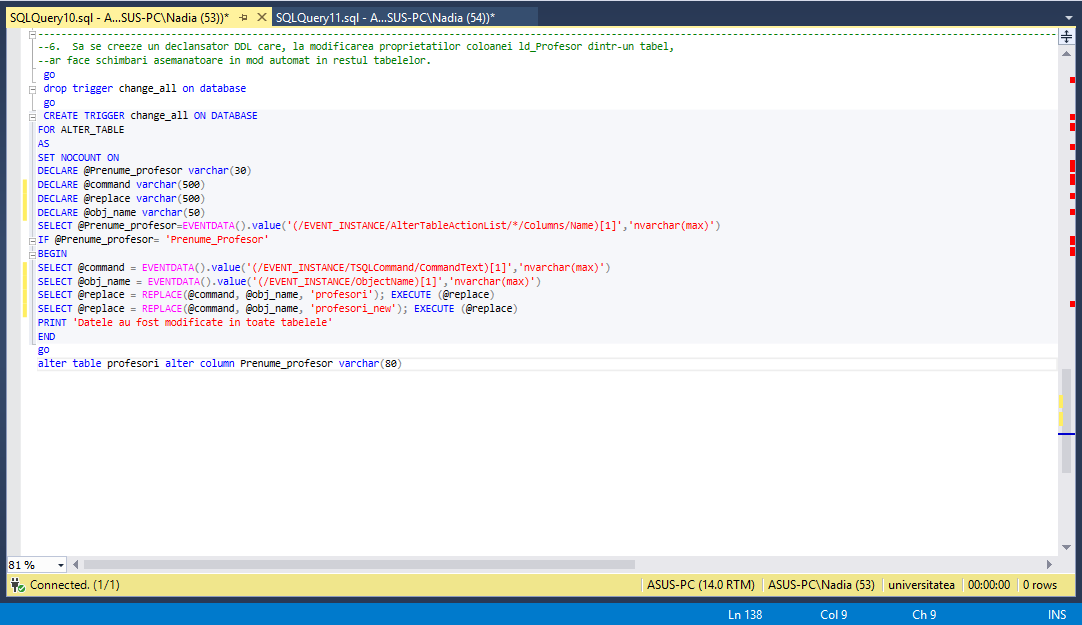 SQLQuery10.sql - A...SUS-PC\Nadia (53))* SQLQuery11.sql - A...SUS-PC\Nadia (54))*
--6. Sa se creeze un declansator DDL care, la modificarea proprietatilor coloanei ld_Profesor dintr-un tabel,
--ar face schimbari asemanatoare in mod automat in restul tabelelor.
go
drop trigger change_all on database
go
CREATE TRIGGER change_all ON DATABASE
FOR ALTER_TABLE
AS
SET NOCOUNT ON
DECLARE @Prenume_profesor varchar(30)
DECLARE @command varchar(500)
DECLARE @replace varchar(500)
DECLARE @obj_name varchar(50)
SELECT @Prenume_profesor=EVENTDATA().value('(/EVENT_INSTANCE/AlterTableActionList/*/Columns/Name)[1]','nvarchar(max)')
IF @Prenume_profesor= 'Prenume_Profesor'
BEGIN
SELECT @command = EVENTDATA().value('(/EVENT_INSTANCE/TSQLCommand/CommandText)[1]','nvarchar(max)')
SELECT @obj_name = EVENTDATA().value('(/EVENT_INSTANCE/ObjectName)[1]','nvarchar(max)')
SELECT @replace = REPLACE(@command, @obj_name, 'profesori'); EXECUTE (@replace)
SELECT @replace = REPLACE(@command, @obj_name, 'profesori_new'); EXECUTE (@replace)
PRINT 'Datele au fost modificate in toate tabelele'
END
go
alter table profesori alter column Prenume_profesor varchar(80)
81 %
Connected. (1/1) ASUS-PC (14.0 RTM) ASUS-PC\Nadia (53) universitatea 00:00:00 0 rows
Ln 138 Col 9 Ch 9 INS